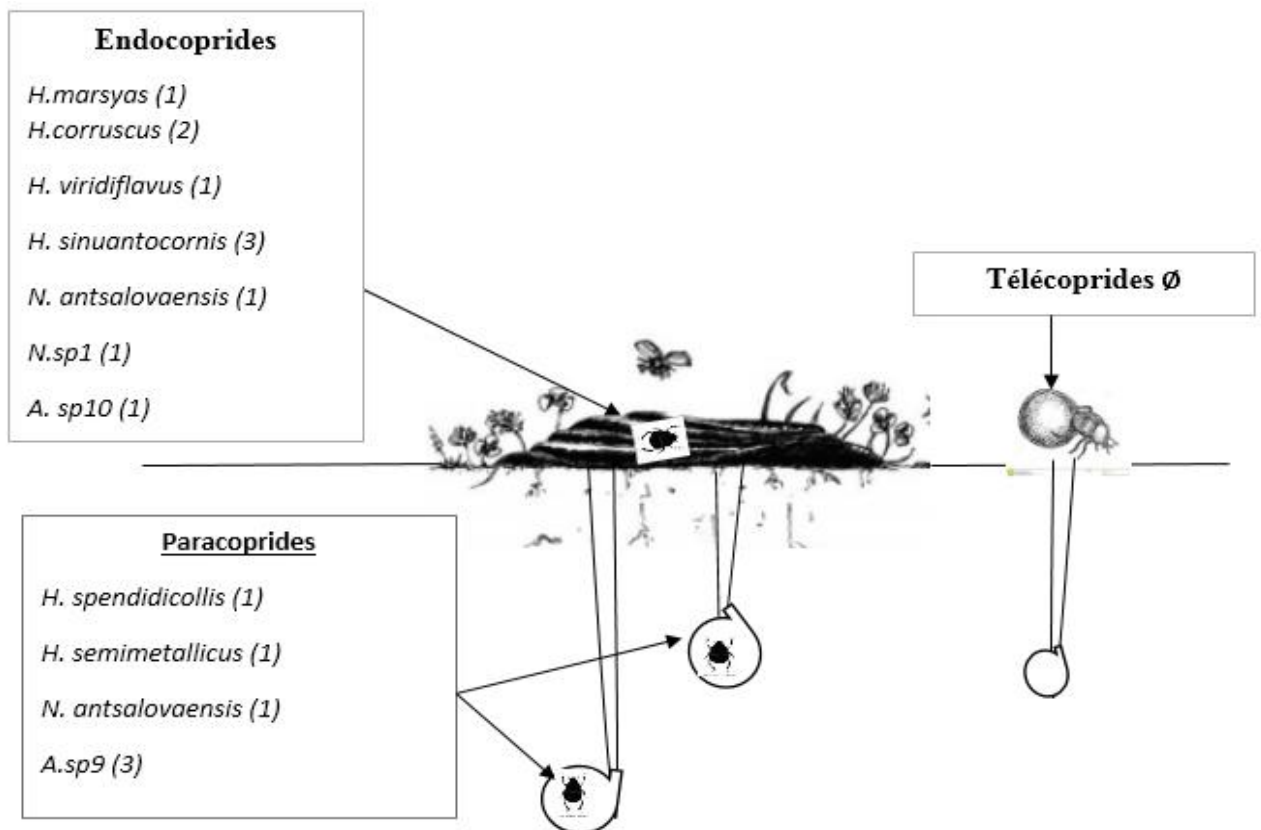 Endocoprides
H.marsyas (1)
H.corruscus (2)
H. viridiflavus (1)
H. sinuantocornis (3)
N. antsalovaensis (1)
N.sp1 (1)
A. sp10 (1)
Télécoprides Ø
Paracoprides
H. spendidicollis (1)
H. semimetallicus (1)
N. antsalovaensis (1)
A.sp9 (3)